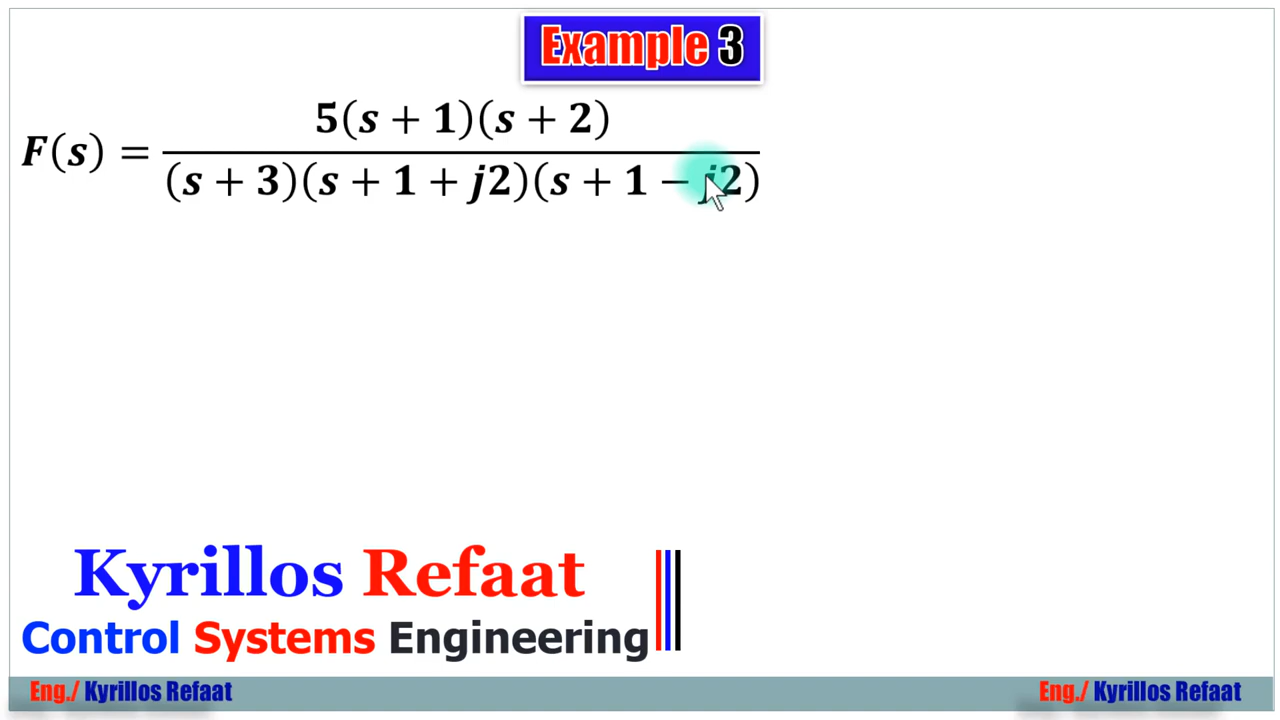 Example 3
F(s) = 5(s + 1)(s + 2) / (s + 3)(s + 1 + j2)(s + 1 − j2)
Kyrillos Refaat
Control Systems Engineering
Eng./ Kyrillos Refaat
Eng./ Kyrillos Refaat